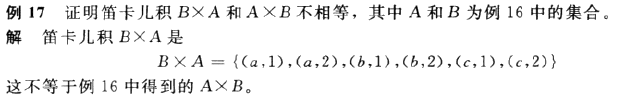 例 17 证明笛卡儿积 B×A 和 A×B 不相等，其中 A 和 B 为例 16 中的集合。
解 笛卡儿积 B×A 是
B×A = {(a,1),(a,2),(b,1),(b,2),(c,1),(c,2)}
这不等于例 16 中得到的 A×B。